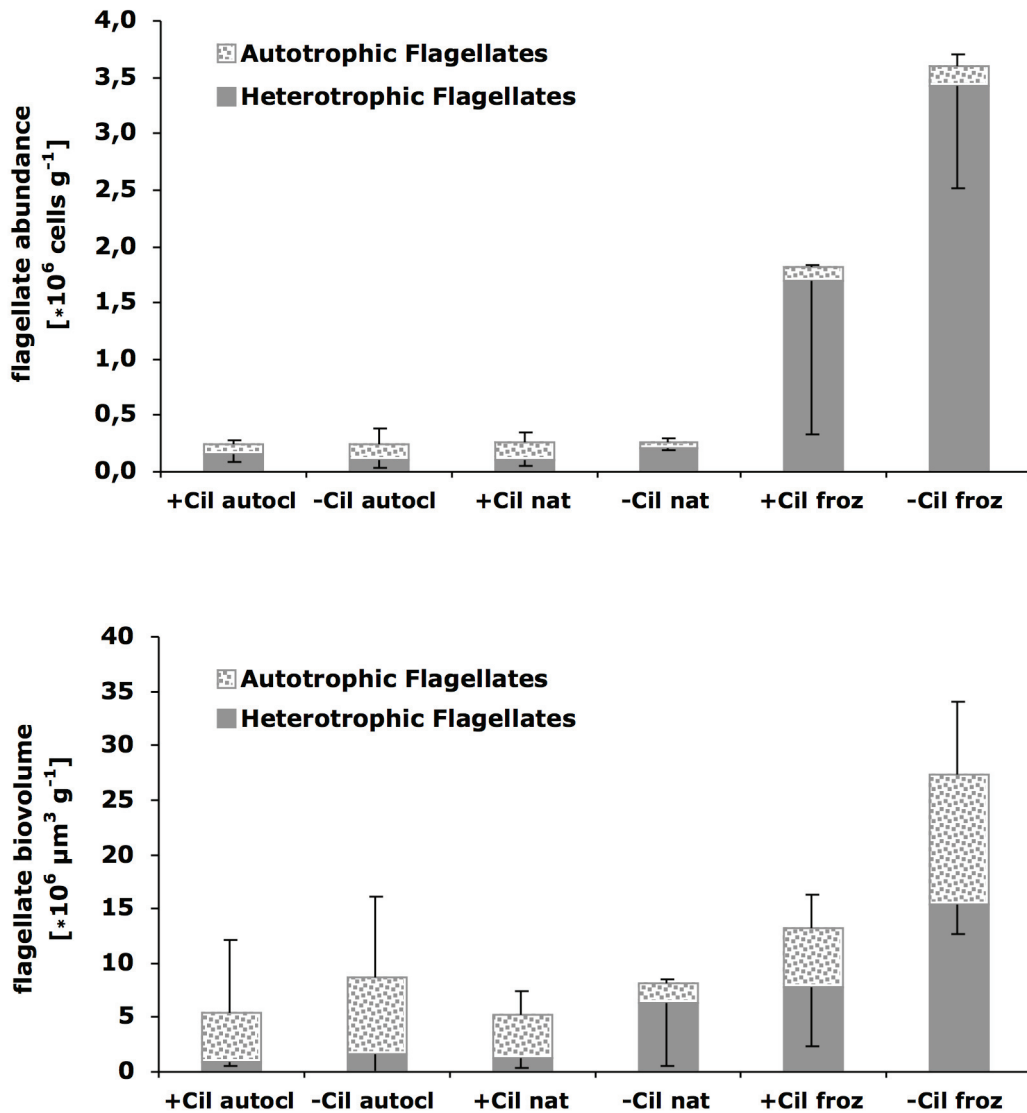 4,0
3,5
3,0
2,5
2,0
1,5
1,0
0,5
0,0
flagellate abundance
[*10⁶ cells g⁻¹]
Autotrophic Flagellates
Heterotrophic Flagellates
+Cil autocl -Cil autocl +Cil nat -Cil nat +Cil froz -Cil froz
40
35
30
25
20
15
10
5
0
flagellate biovolume
[*10⁶ µm³ g⁻¹]
Autotrophic Flagellates
Heterotrophic Flagellates
+Cil autocl -Cil autocl +Cil nat -Cil nat +Cil froz -Cil froz